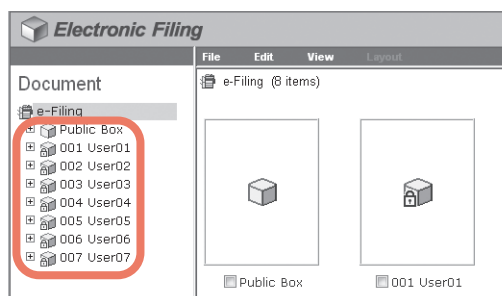 Electronic Filing
File Edit View Layout
Document
e-Filing
Public Box
001 User01
002 User02
003 User03
004 User04
005 User05
006 User06
007 User07
e-Filing (8 items)
Public Box
001 User01